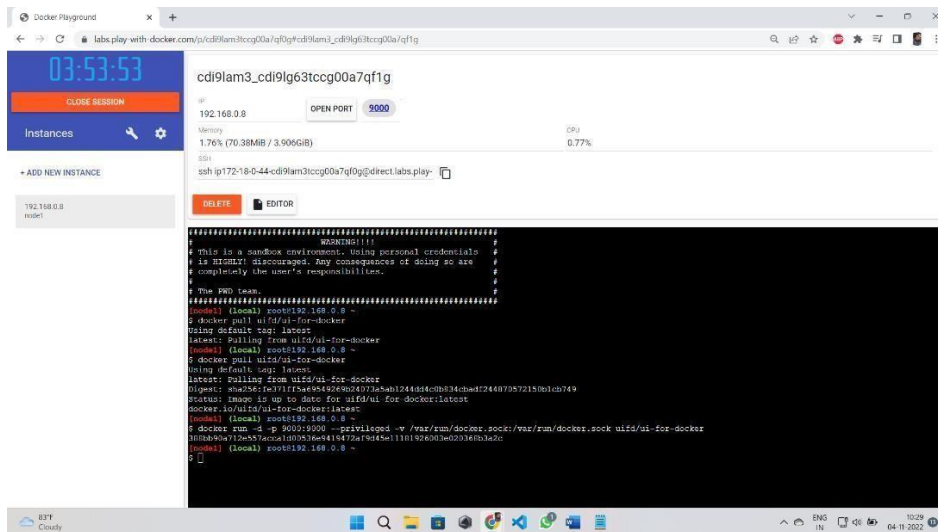 Docker Playground
labs.play-with-docker.com/p/cdi9lam3tccg00a7qf0g#cdi9lam3_cdi9lg63tccg00a7qf1g
03:53:53
CLOSE SESSION
Instances
+ ADD NEW INSTANCE
192.168.0.8
node1
cdi9lam3_cdi9lg63tccg00a7qf1g
IP
192.168.0.8
OPEN PORT
9000
Memory
1.76% (70.38MiB / 3.906GiB)
CPU
0.77%
SSH
ssh ip172-18-0-44-cdi9lam3tccg00a7qf0g@direct.labs.play-
DELETE
EDITOR
###############################################################
# WARNING!!!! #
# This is a sandbox environment. Using personal credentials #
# is HIGHLY! discouraged. Any consequences of doing so are #
# completely the user's responsibilites. #
# #
# The PWD team. #
###############################################################
[node1] (local) root@192.168.0.8 ~
$ docker pull uifd/ui-for-docker
Using default tag: latest
latest: Pulling from uifd/ui-for-docker
[node1] (local) root@192.168.0.8 ~
$ docker pull uifd/ui-for-docker
Using default tag: latest
latest: Pulling from uifd/ui-for-docker
Digest:
Status: Image is up to date for uifd/ui-for-docker:latest
docker.io/uifd/ui-for-docker:latest
[node1] (local) root@192.168.0.8 ~
$ docker run -d -p 9000:9000 --privileged -v /var/run/docker.sock:/var/run/docker.sock uifd/ui-for-docker
[node1] (local) root@192.168.0.8 ~
$
83°F
Cloudy
ENG
IN
10:29
04-11-2022